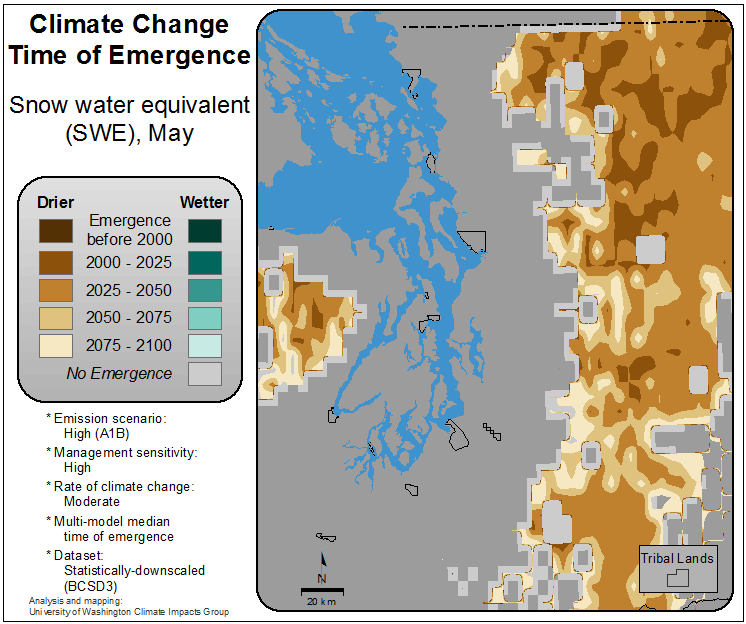 Climate Change
Time of Emergence
Snow water equivalent
(SWE), May
Drier Wetter
Emergence
before 2000
2000 - 2025
2025 - 2050
2050 - 2075
2075 - 2100
No Emergence
* Emission scenario:
High (A1B)
* Management sensitivity:
High
* Rate of climate change:
Moderate
* Multi-model median
time of emergence
* Dataset:
Statistically-downscaled
(BCSD3)
Analysis and mapping:
University of Washington Climate Impacts Group
N
20 km
Tribal Lands